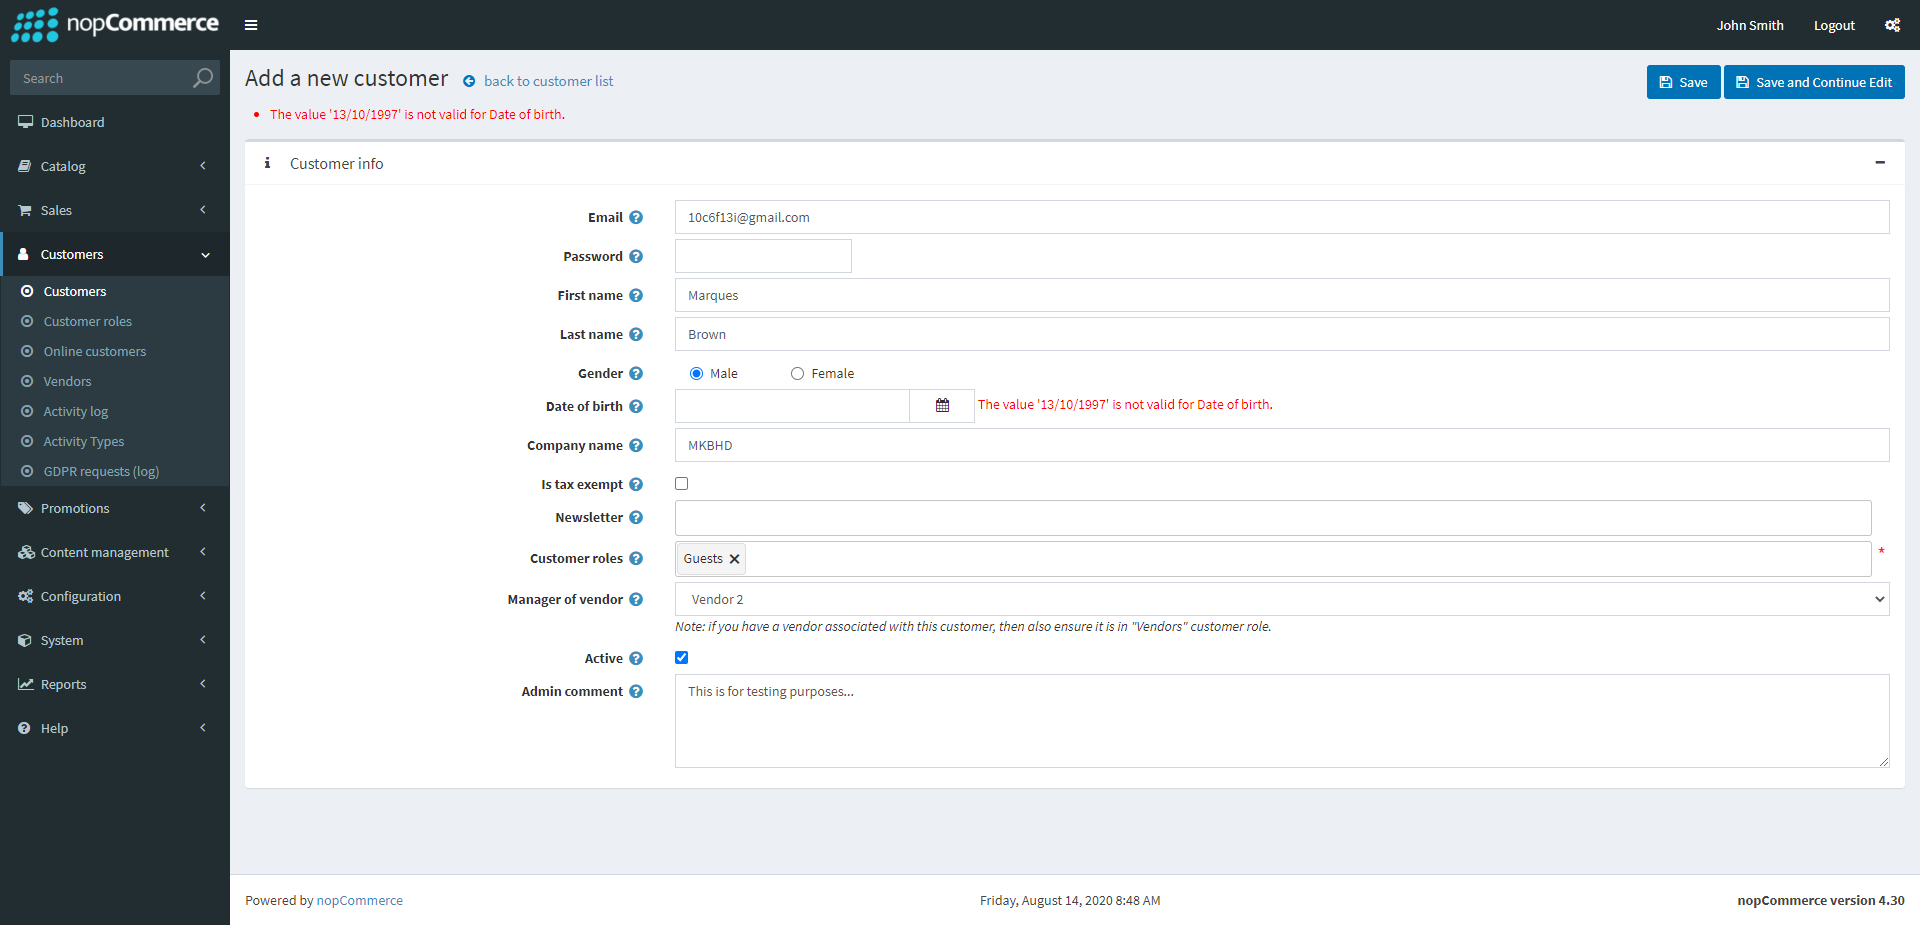 nopCommerce
John Smith
Logout
Search
Dashboard
Catalog
Sales
Customers
Customers
Customer roles
Online customers
Vendors
Activity log
Activity Types
GDPR requests (log)
Promotions
Content management
Configuration
System
Reports
Help
Add a new customer back to customer list
Save
Save and Continue Edit
The value '13/10/1997' is not valid for Date of birth.
Customer info
Email 10c6f13i@gmail.com
Password
First name Marques
Last name Brown
Gender Male Female
Date of birth The value '13/10/1997' is not valid for Date of birth.
Company name MKBHD
Is tax exempt
Newsletter
Customer roles Guests *
Manager of vendor Vendor 2
Note: if you have a vendor associated with this customer, then also ensure it is in "Vendors" customer role.
Active
Admin comment This is for testing purposes...
Powered by nopCommerce
Friday, August 14, 2020 8:48 AM
nopCommerce version 4.30